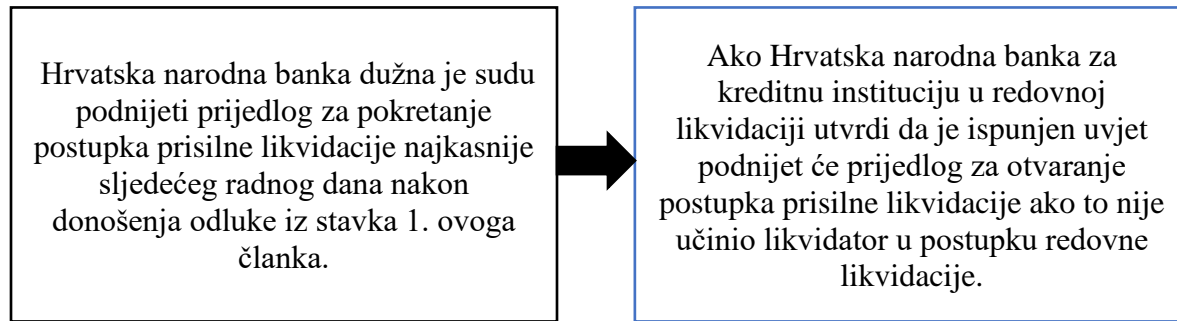 Hrvatska narodna banka dužna je sudu
podnijeti prijedlog za pokretanje
postupka prisilne likvidacije najkasnije
sljedećeg radnog dana nakon
donošenja odluke iz stavka 1. ovoga
članka.
Ako Hrvatska narodna banka za
kreditnu instituciju u redovnoj
likvidaciji utvrdi da je ispunjen uvjet
podnijet će prijedlog za otvaranje
postupka prisilne likvidacije ako to nije
učinio likvidator u postupku redovne
likvidacije.